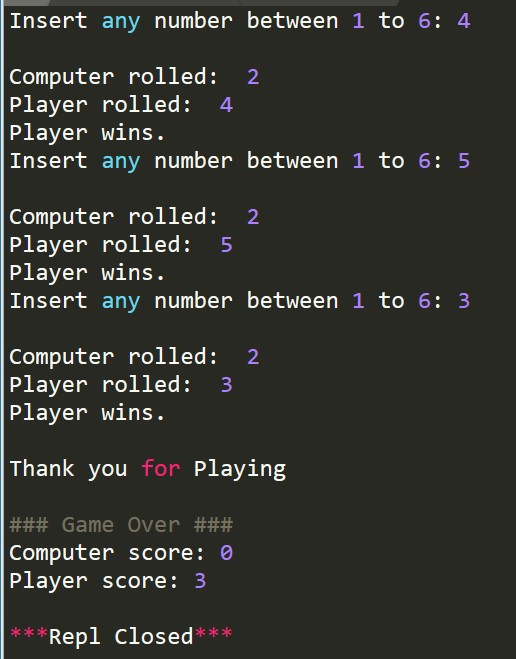 Insert any number between 1 to 6: 4
Computer rolled:  2
Player rolled:  4
Player wins.
Insert any number between 1 to 6: 5
Computer rolled:  2
Player rolled:  5
Player wins.
Insert any number between 1 to 6: 3
Computer rolled:  2
Player rolled:  3
Player wins.
Thank you for Playing
### Game Over ###
Computer score: 0
Player score: 3
***Repl Closed***